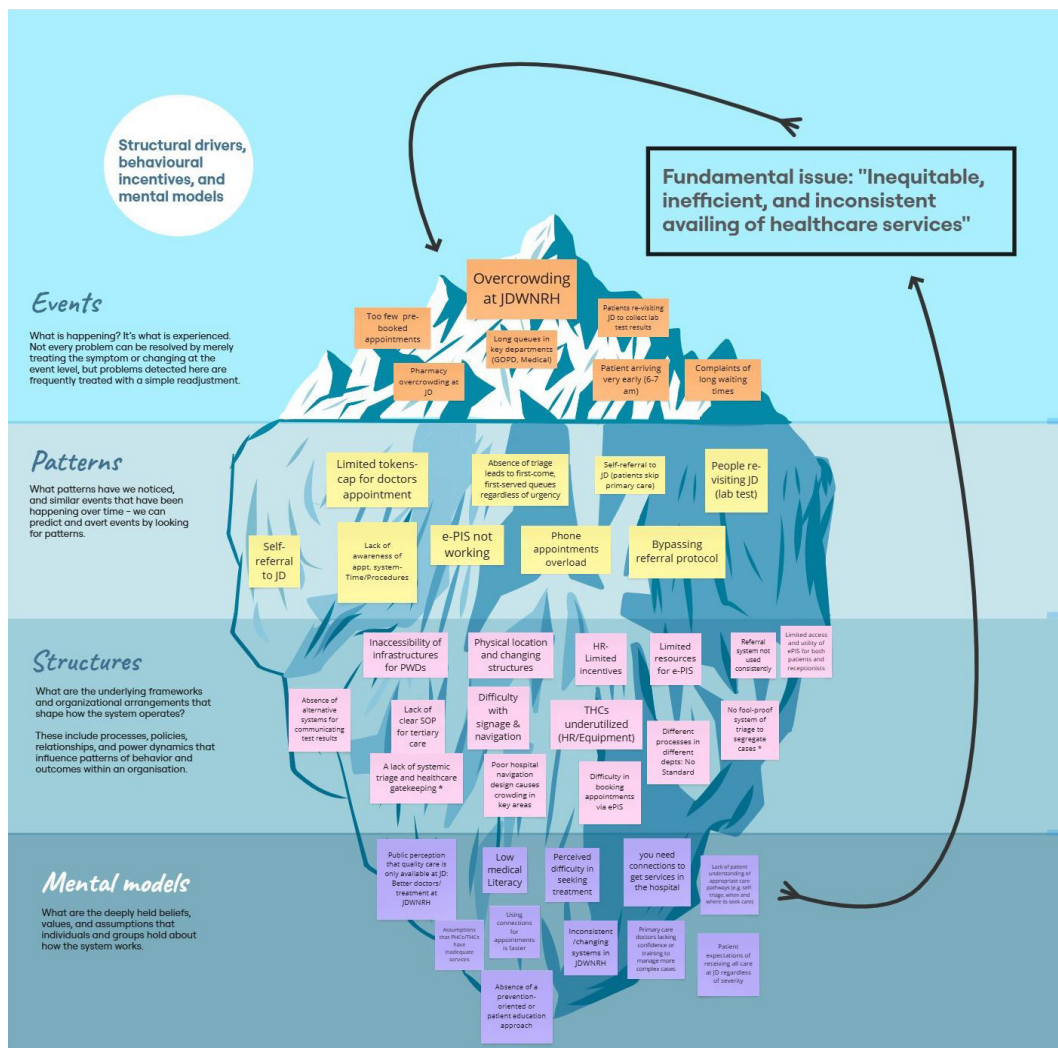 Structural drivers,
behavioural
incentives, and
mental models
Fundamental issue: "Inequitable,
inefficient, and inconsistent
availing of healthcare services"
Events
What is happening? It's what is experienced.
Not every problem can be resolved by merely
treating the symptom or changing at the
event level, but problems detected here are
frequently treated with a simple readjustment.
Overcrowding
at JDWNRH
Too few pre-
booked
appointments
Long queues in
key departments
(GOPD, Medical)
Patients re-visiting
JD to collect lab
test results
Pharmacy
overcrowding at
JD
Patient arriving
very early (6-7
am)
Complaints of
long waiting
times
Patterns
What patterns have we noticed,
and similar events that have been
happening over time - we can
predict and avert events by looking
for patterns.
Limited tokens-
cap for doctors
appointment
Absence of triage
leads to first-come,
first-served queues
regardless of urgency
Self-referral to
JD (patients skip
primary care)
People re-
visiting JD
(lab test)
Self-
referral
to JD
Lack of
awareness of
appt, system-
Time/Procedures
e-PIS not
working
Phone
appointments
overload
Bypassing
referral protocol
Structures
What are the underlying frameworks
and organizational arrangements that
shape how the system operates?
These include processes, policies,
relationships, and power dynamics that
influence patterns of behavior and
outcomes within an organisation.
Inaccessibility of
infrastructures
for PWDs
Physical location
and changing
structures
HR-
Limited
incentives
Limited
resources
for e-PIS
Referral
system not
used
consistently
Limited access
and utility of
ePIS for both
patients and
receptionists
Absence of
alternative
systems for
communicating
test results
Lack of
clear SOP
for tertiary
care
Difficulty
with
signage &
navigation
THCs
underutilized
(HR/Equipment)
Different
processes in
different
depts: No
Standard
No fool-proof
system of
triage to
segregate
cases *
A lack of systemic
triage and healthcare
gatekeeping *
Poor hospital
navigation
design causes
crowding in
key areas
Difficulty in
booking
appointments
via ePIS
Mental models
What are the deeply held beliefs,
values, and assumptions that
individuals and groups hold about
how the system works.
Public perception
that quality care is
only available at JD:
Better doctors/
treatment at
JDWNRH
Low
medical
Literacy
Perceived
difficulty in
seeking
treatment
you need
connections to
get services in
the hospital
Lack of patient
understanding of
appropriate care
pathways (e.g. self-
triage, when and
where to seek care)
Assumptions
that PHCs/THCs
have
inadequate
services
Using
connections
for
appointments
is faster
Inconsistent
/changing
systems in
JDWNRH
Primary care
doctors lacking
confidence or
training to
manage more
complex cases
Patient
expectations of
receiving all care
at JD regardless
of severity
Absence of a
prevention-
oriented or
patient education
approach